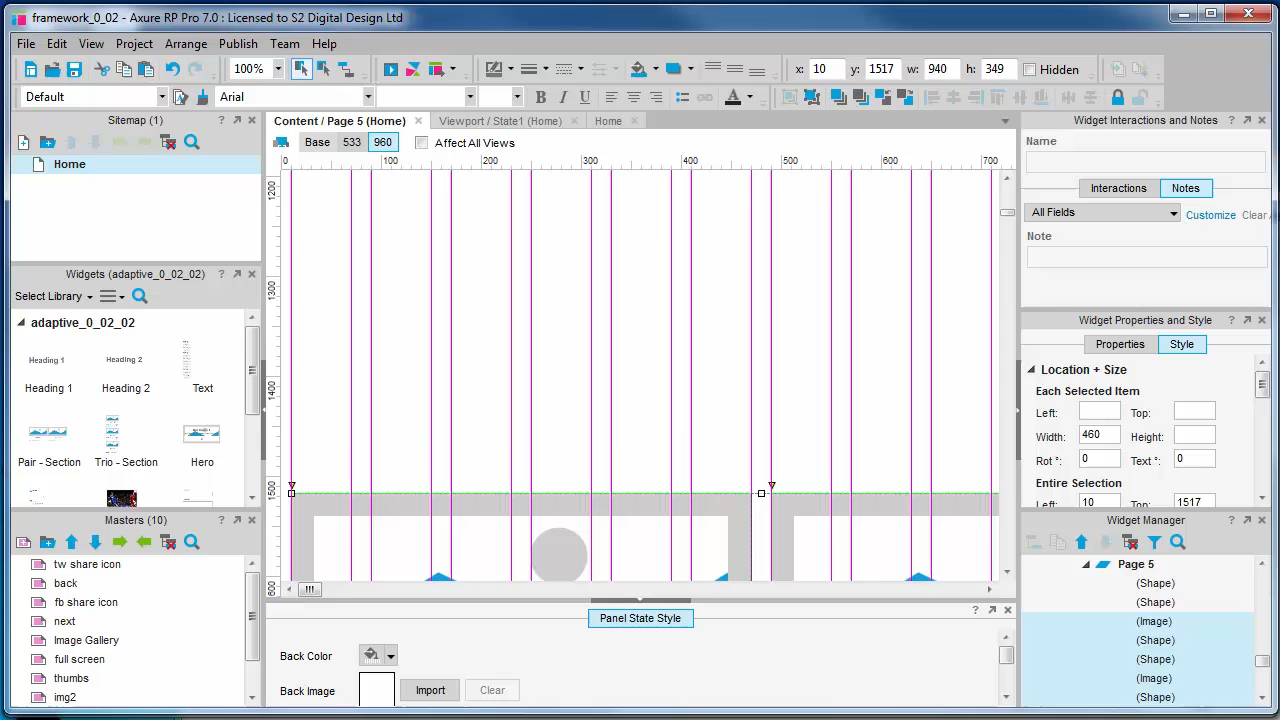 framework_0_02 - Axure RP Pro 7.0 : Licensed to S2 Digital Design Ltd
File Edit View Project Arrange Publish Team Help
100% x: 10 y: 1517 w: 940 h: 349 Hidden
Default Arial B I U A
Sitemap (1) ?
Home
Widgets (adaptive_0_02_02) ?
Select Library
adaptive_0_02_02
Heading 1 Heading 2
Heading 1 Heading 2 Text
Pair - Section Trio - Section Hero
Masters (10) ?
tw share icon
back
fb share icon
next
Image Gallery
full screen
thumbs
img2
Content / Page 5 (Home) Viewport / State1 (Home) Home
Base 533 960 Affect All Views
0 100 200 300 400 500 600 700
1200
1300
1400
1500
600
?
Panel State Style
Back Color
Back Image Import Clear
Widget Interactions and Notes ?
Name
Interactions Notes
All Fields Customize Clear A
Note
Widget Properties and Style ?
Properties Style
Location + Size
Each Selected Item
Left: Top:
Width: 460 Height:
Rot °: 0 Text °: 0
Entire Selection
Left: 10 Top: 1517
Widget Manager ?
Page 5
(Shape)
(Shape)
(Image)
(Shape)
(Shape)
(Image)
(Shape)